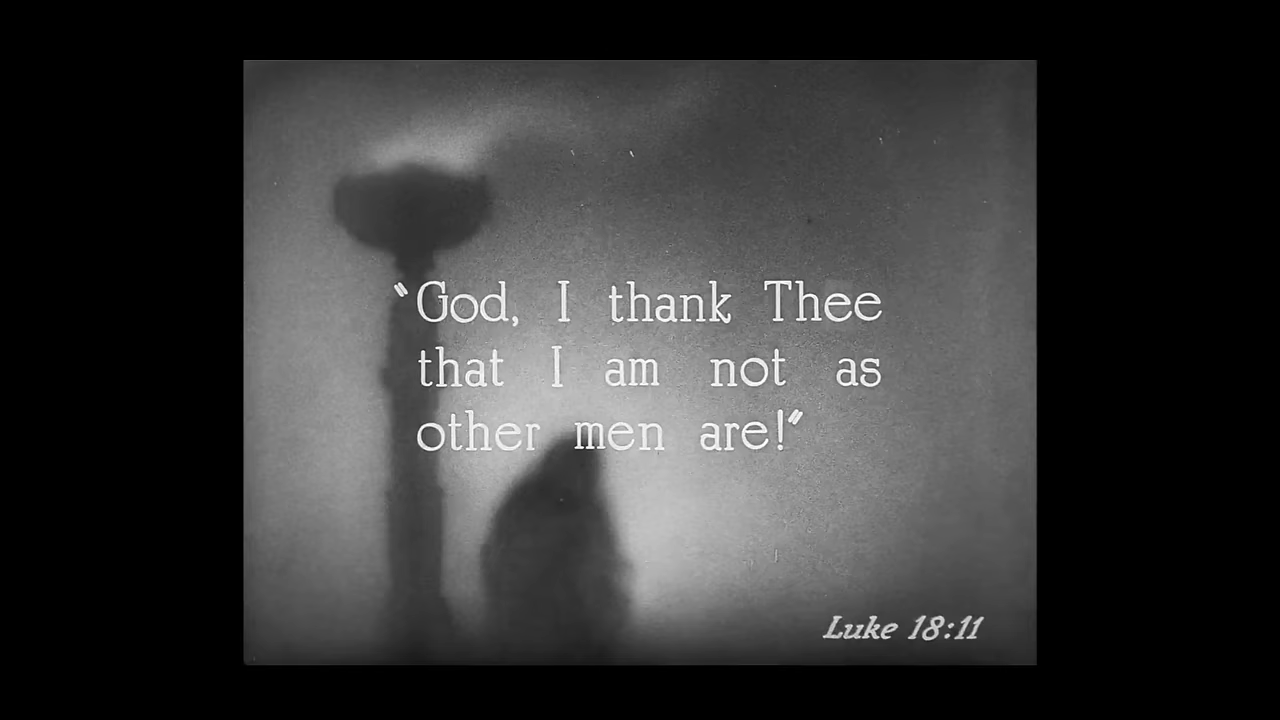 "God, I thank Thee
that I am not as
other men are!"
Luke 18:11